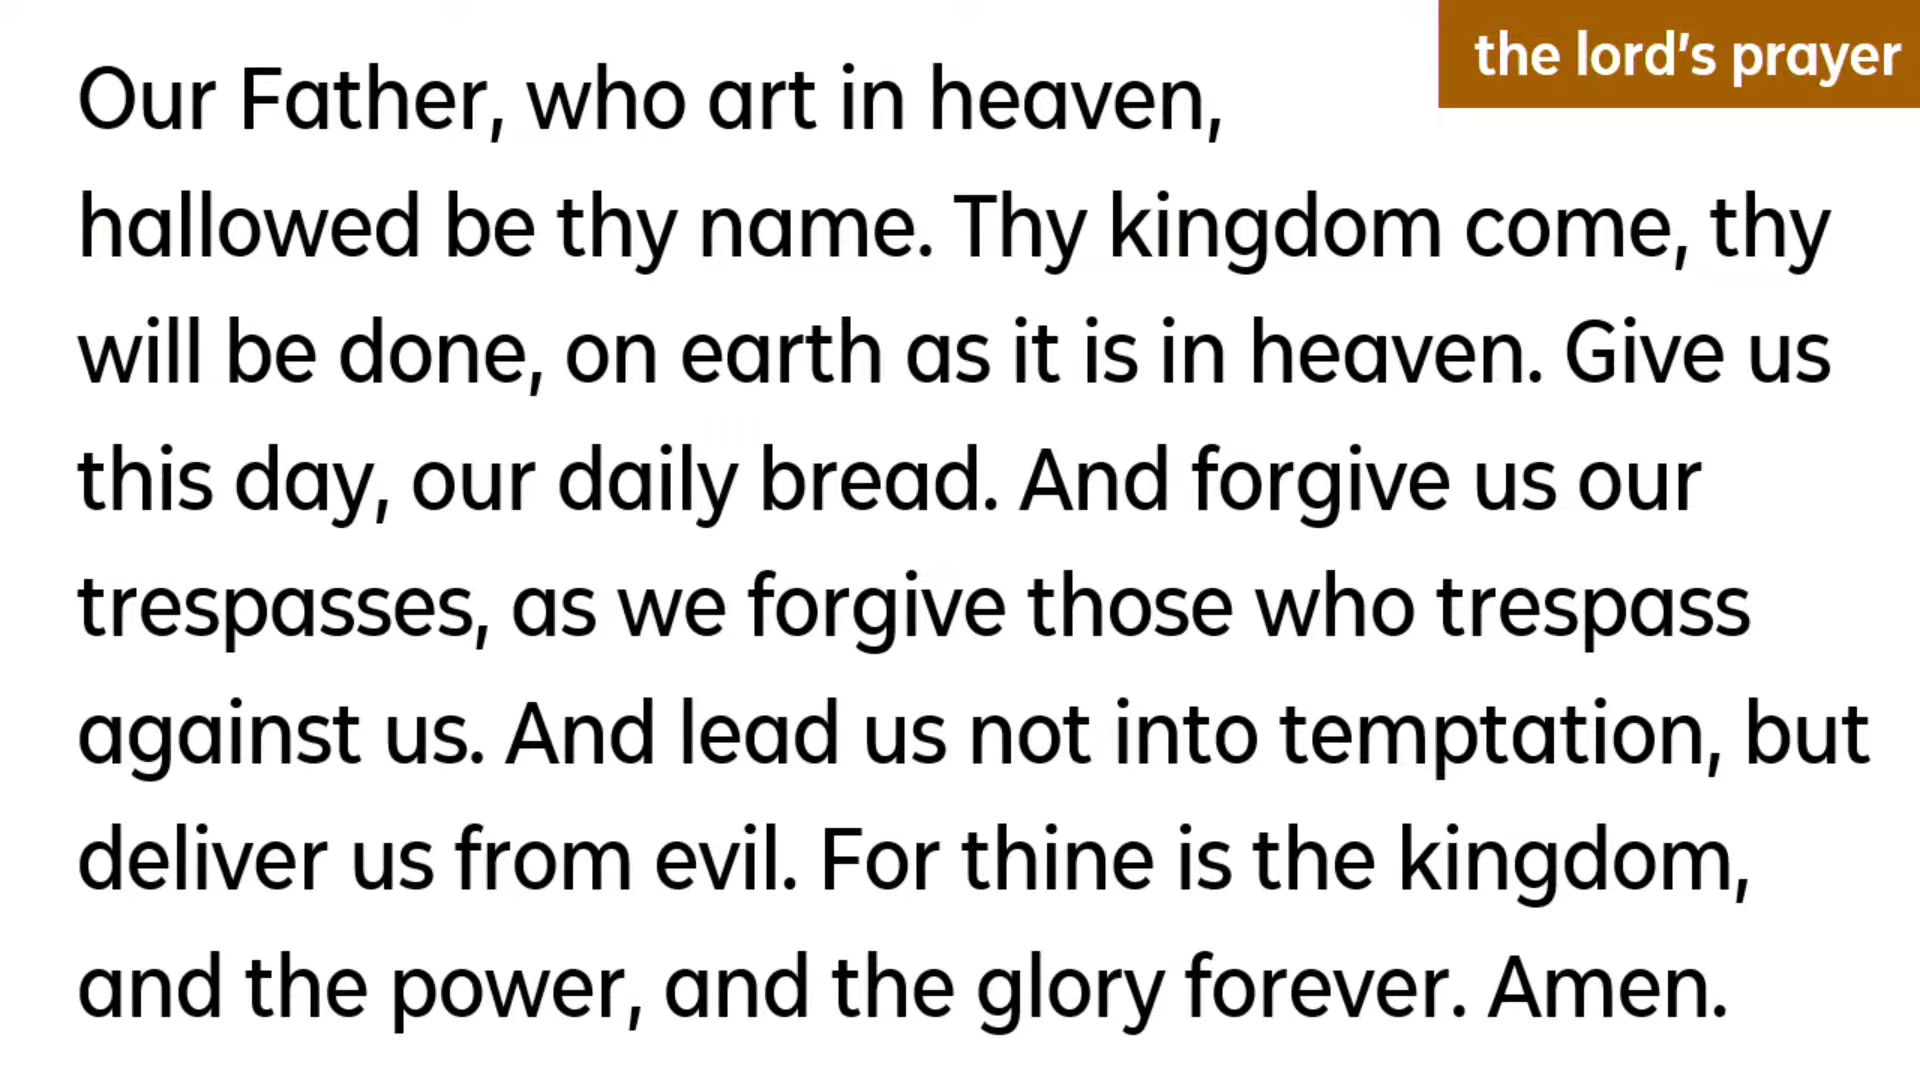 the lord's prayer
Our Father, who art in heaven,
hallowed be thy name. Thy kingdom come, thy
will be done, on earth as it is in heaven. Give us
this day, our daily bread. And forgive us our
trespasses, as we forgive those who trespass
against us. And lead us not into temptation, but
deliver us from evil. For thine is the kingdom,
and the power, and the glory forever. Amen.